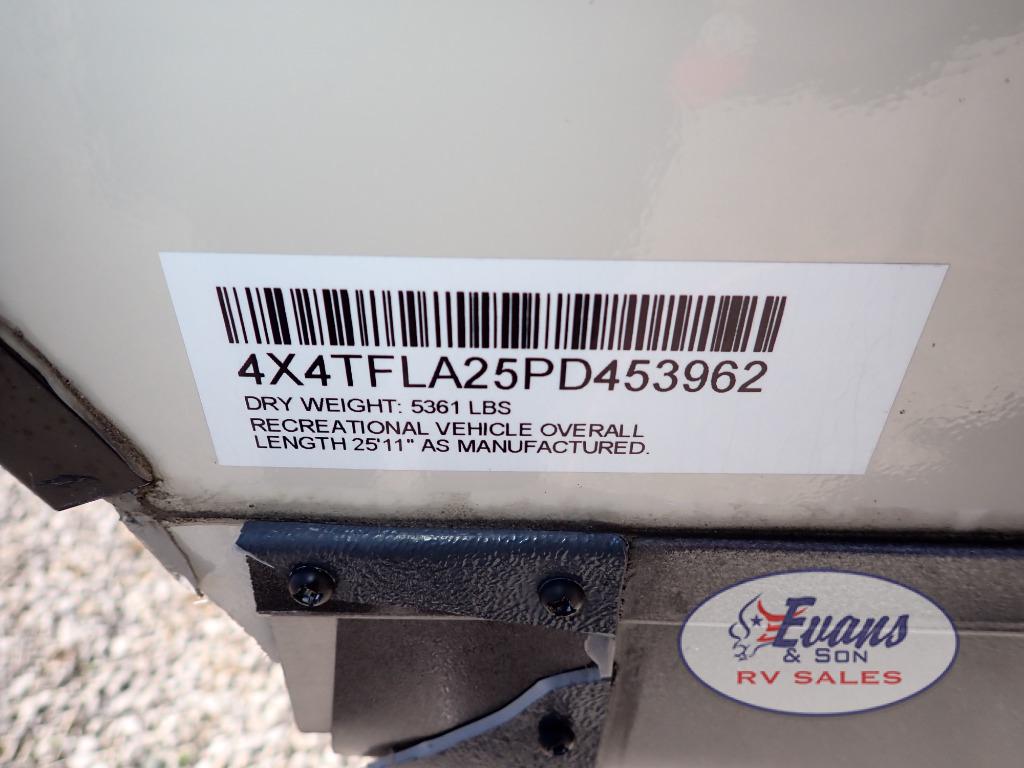 4X4TFLA25PD453962
DRY WEIGHT: 5361 LBS
RECREATIONAL VEHICLE OVERALL
LENGTH 25'11" AS MANUFACTURED.
Evans
& SON
RV SALES